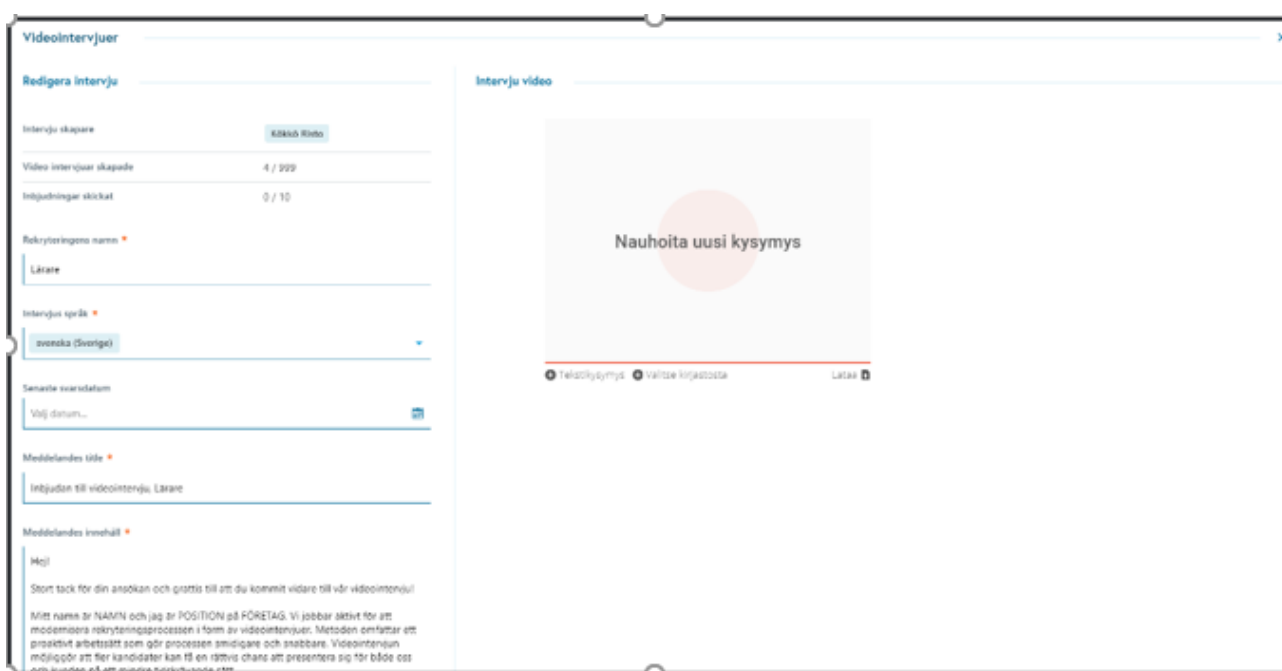 Videointervjuer
Redigera intervju
Intervju skapare
Video intervjuar skapade
4 / 999
Inbjudningar skickat
0 / 10
Rekryteringens namn *
Lärare
Intervjus språk *
svenska (Sverige)
Senaste svarsdatum
Välj datum...
Meddelandes title *
Inbjudan till videointervju, Lärare
Meddelandes innehåll *
Hej!
Stort tack för din ansökan och grattis till att du kommit vidare till vår videointervju!
Mitt namn är NAMN och jag är POSITION på FÖRETAG. Vi jobbar aktivt för att
modernisera rekryteringsprocessen i form av videointervjuer. Metoden omfattar ett
proaktivt arbetssätt som gör processen smidigare och snabbare. Videointervjun
möjliggör att fler kandidater kan få en rättvis chans att presentera sig för både oss
Intervju video
Nauhoita uusi kysymys
Tekstikysymys
Valitse kirjastosta
Lataa